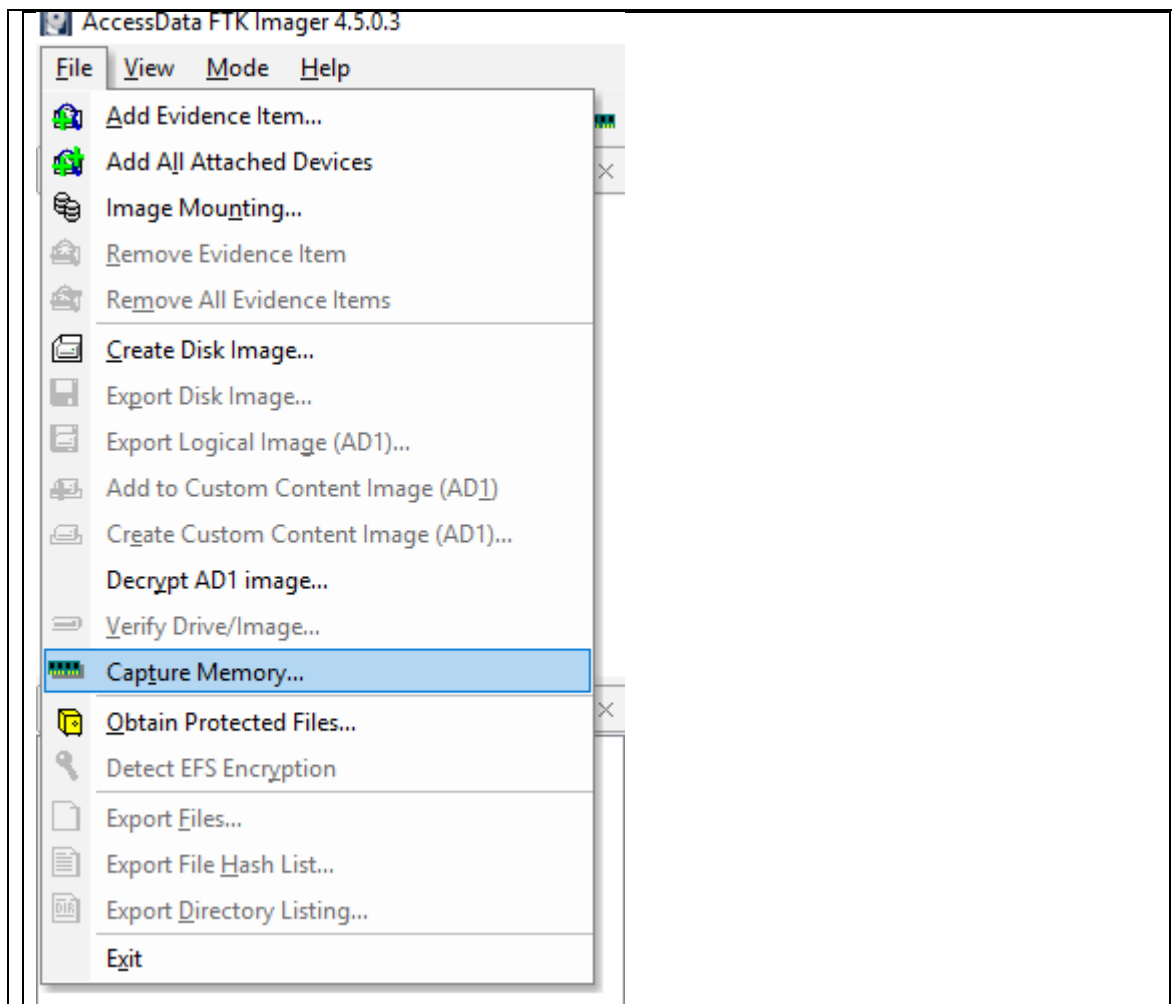 AccessData FTK Imager 4.5.0.3
File View Mode Help
Add Evidence Item...
Add All Attached Devices
Image Mounting...
Remove Evidence Item
Remove All Evidence Items
Create Disk Image...
Export Disk Image...
Export Logical Image (AD1)...
Add to Custom Content Image (AD1)
Create Custom Content Image (AD1)...
Decrypt AD1 image...
Verify Drive/Image...
Capture Memory...
Obtain Protected Files...
Detect EFS Encryption
Export Files...
Export File Hash List...
DIR Export Directory Listing...
Exit